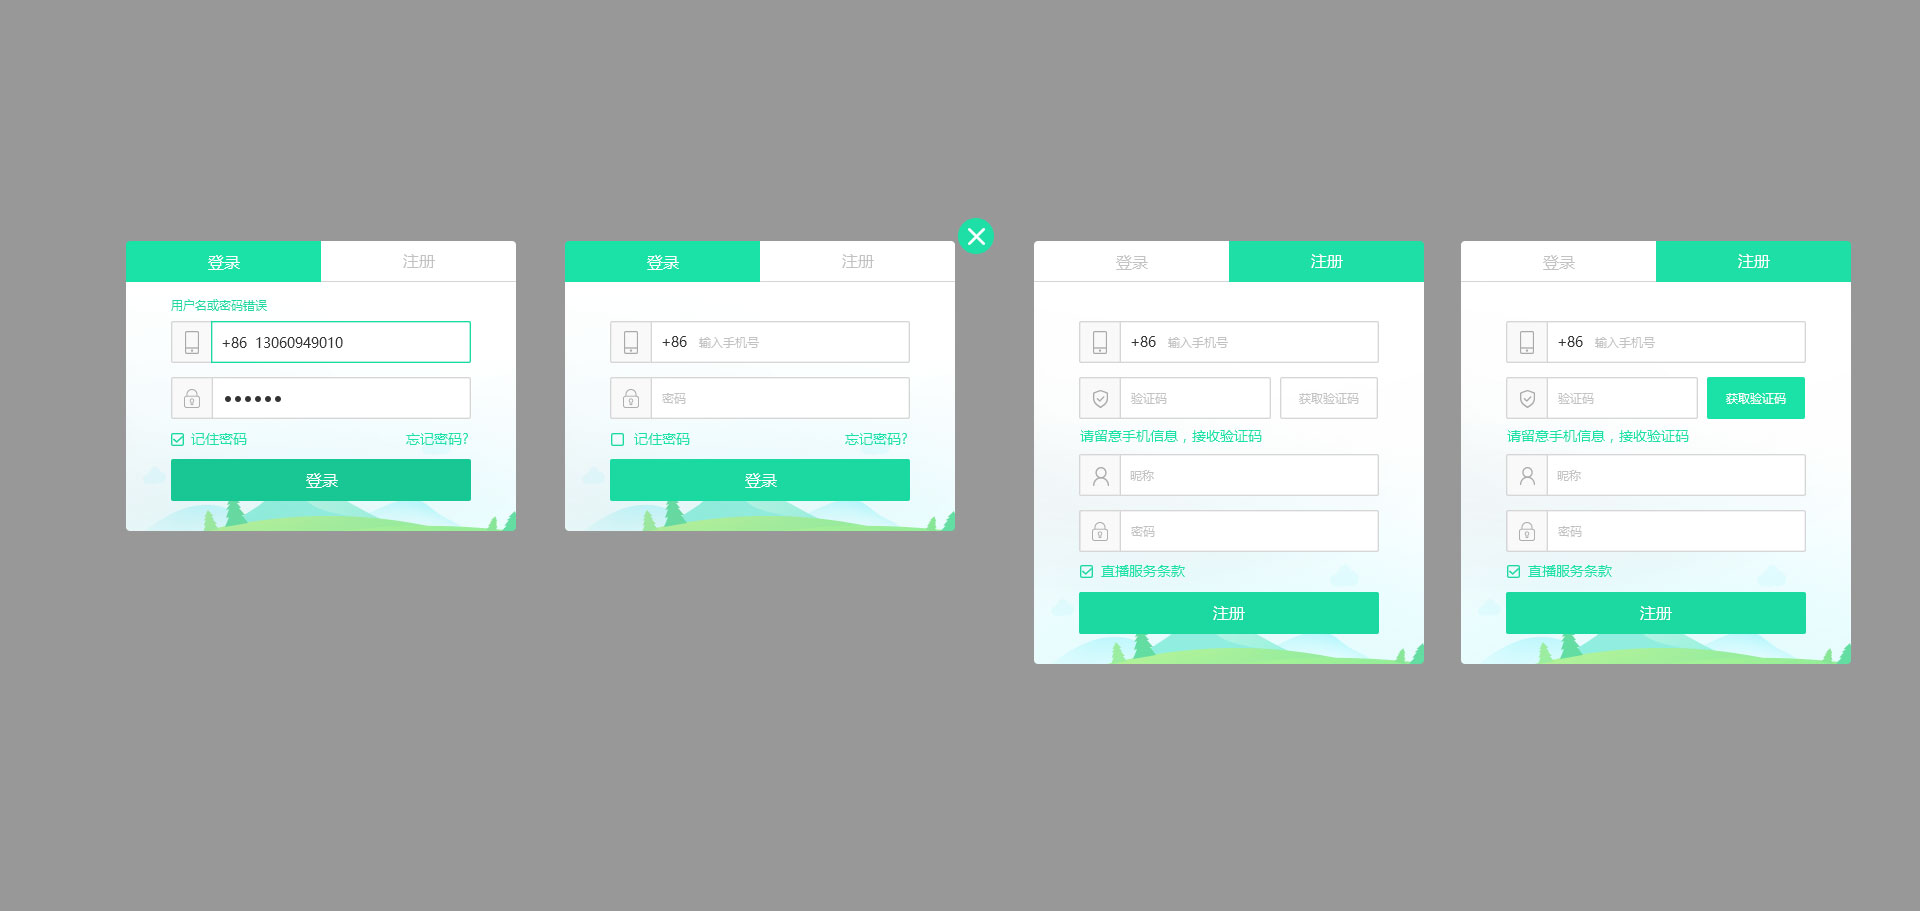 登录 注册
用户名或密码错误
+86 13060949010
••••••
记住密码 忘记密码?
登录
登录 注册
+86 输入手机号
密码
记住密码 忘记密码?
登录
登录 注册
+86 输入手机号
验证码 获取验证码
请留意手机信息，接收验证码
昵称
密码
直播服务条款
注册
登录 注册
+86 输入手机号
验证码 获取验证码
请留意手机信息，接收验证码
昵称
密码
直播服务条款
注册